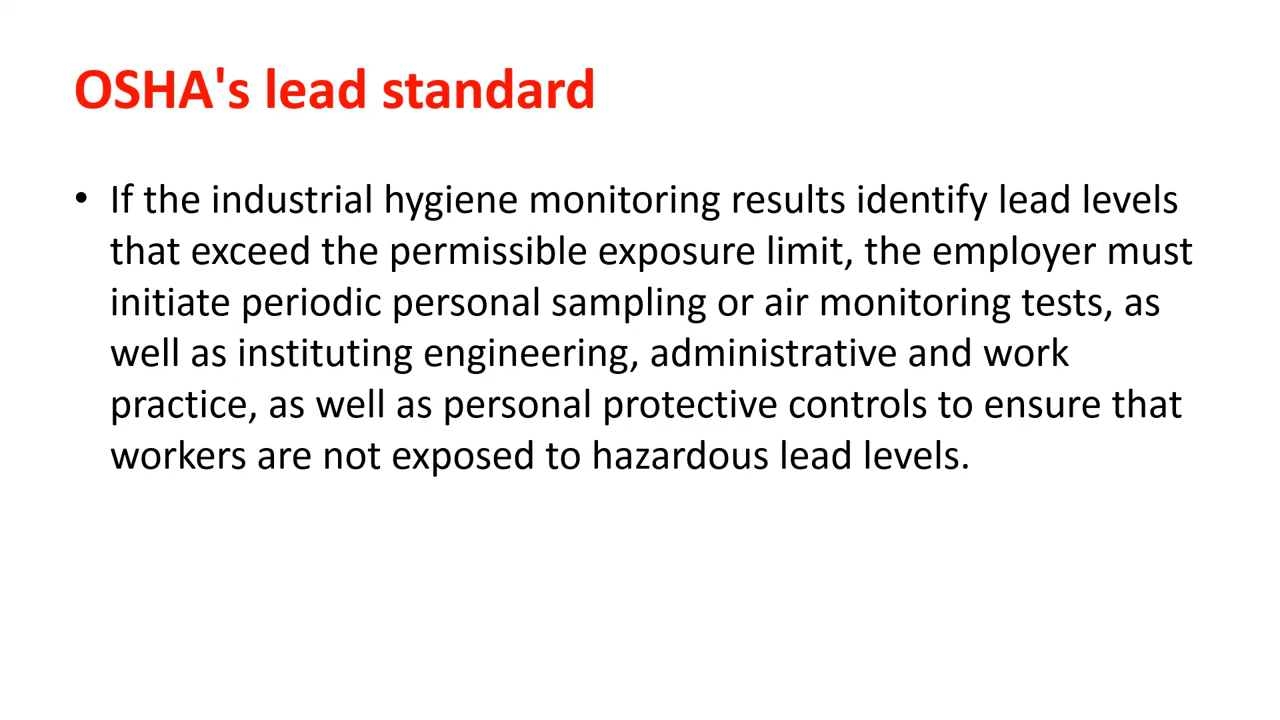 OSHA's lead standard
• If the industrial hygiene monitoring results identify lead levels
that exceed the permissible exposure limit, the employer must
initiate periodic personal sampling or air monitoring tests, as
well as instituting engineering, administrative and work
practice, as well as personal protective controls to ensure that
workers are not exposed to hazardous lead levels.